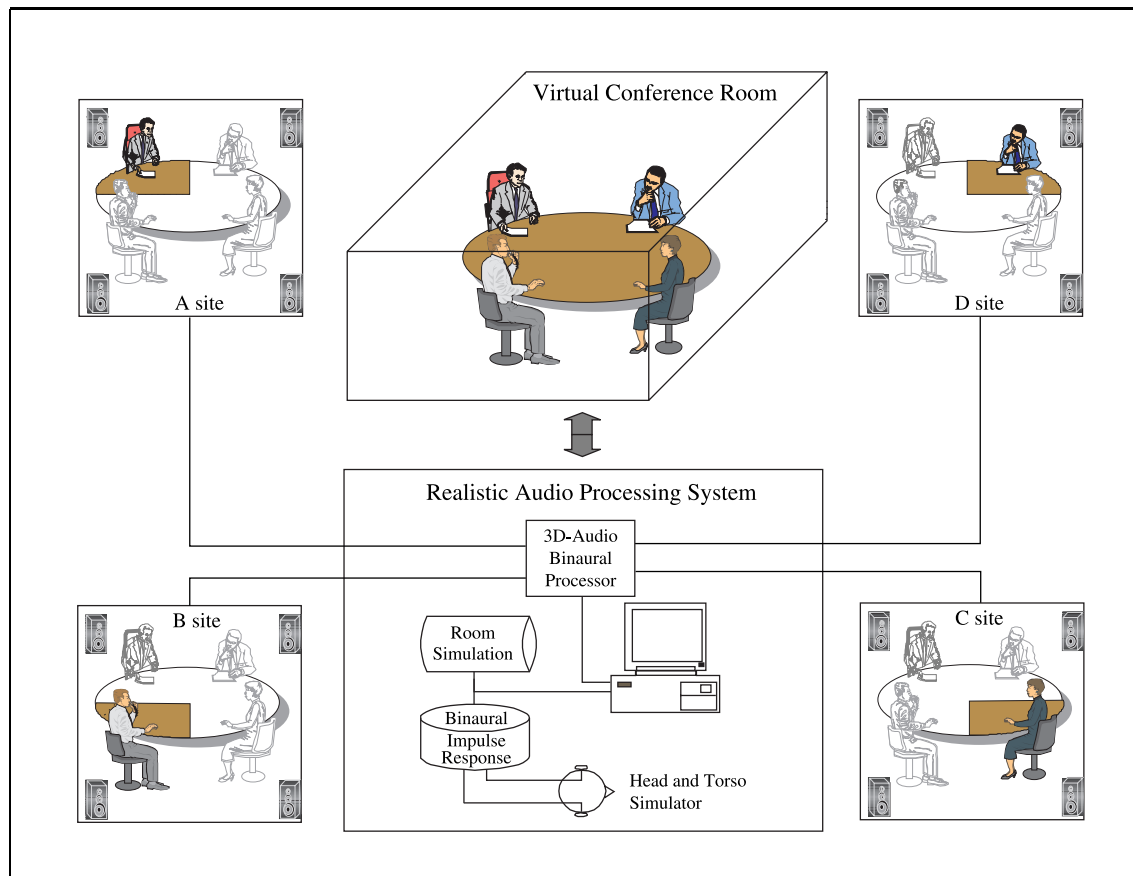 Virtual Conference Room
A site
D site
Realistic Audio Processing System
3D-Audio
Binaural
Processor
B site
C site
Room
Simulation
Binaural
Impulse
Response
Head and Torso
Simulator